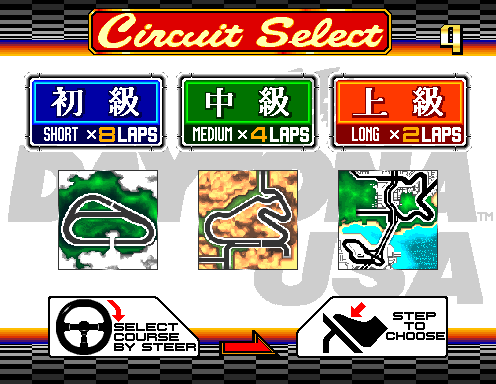 Circuit Select
9
初級
SHORT ×8LAPS
中級
MEDIUM ×4LAPS
上級
LONG ×2LAPS
DAYTONA
USA
TM
SELECT
COURSE
BY STEER
STEP
TO
CHOOSE